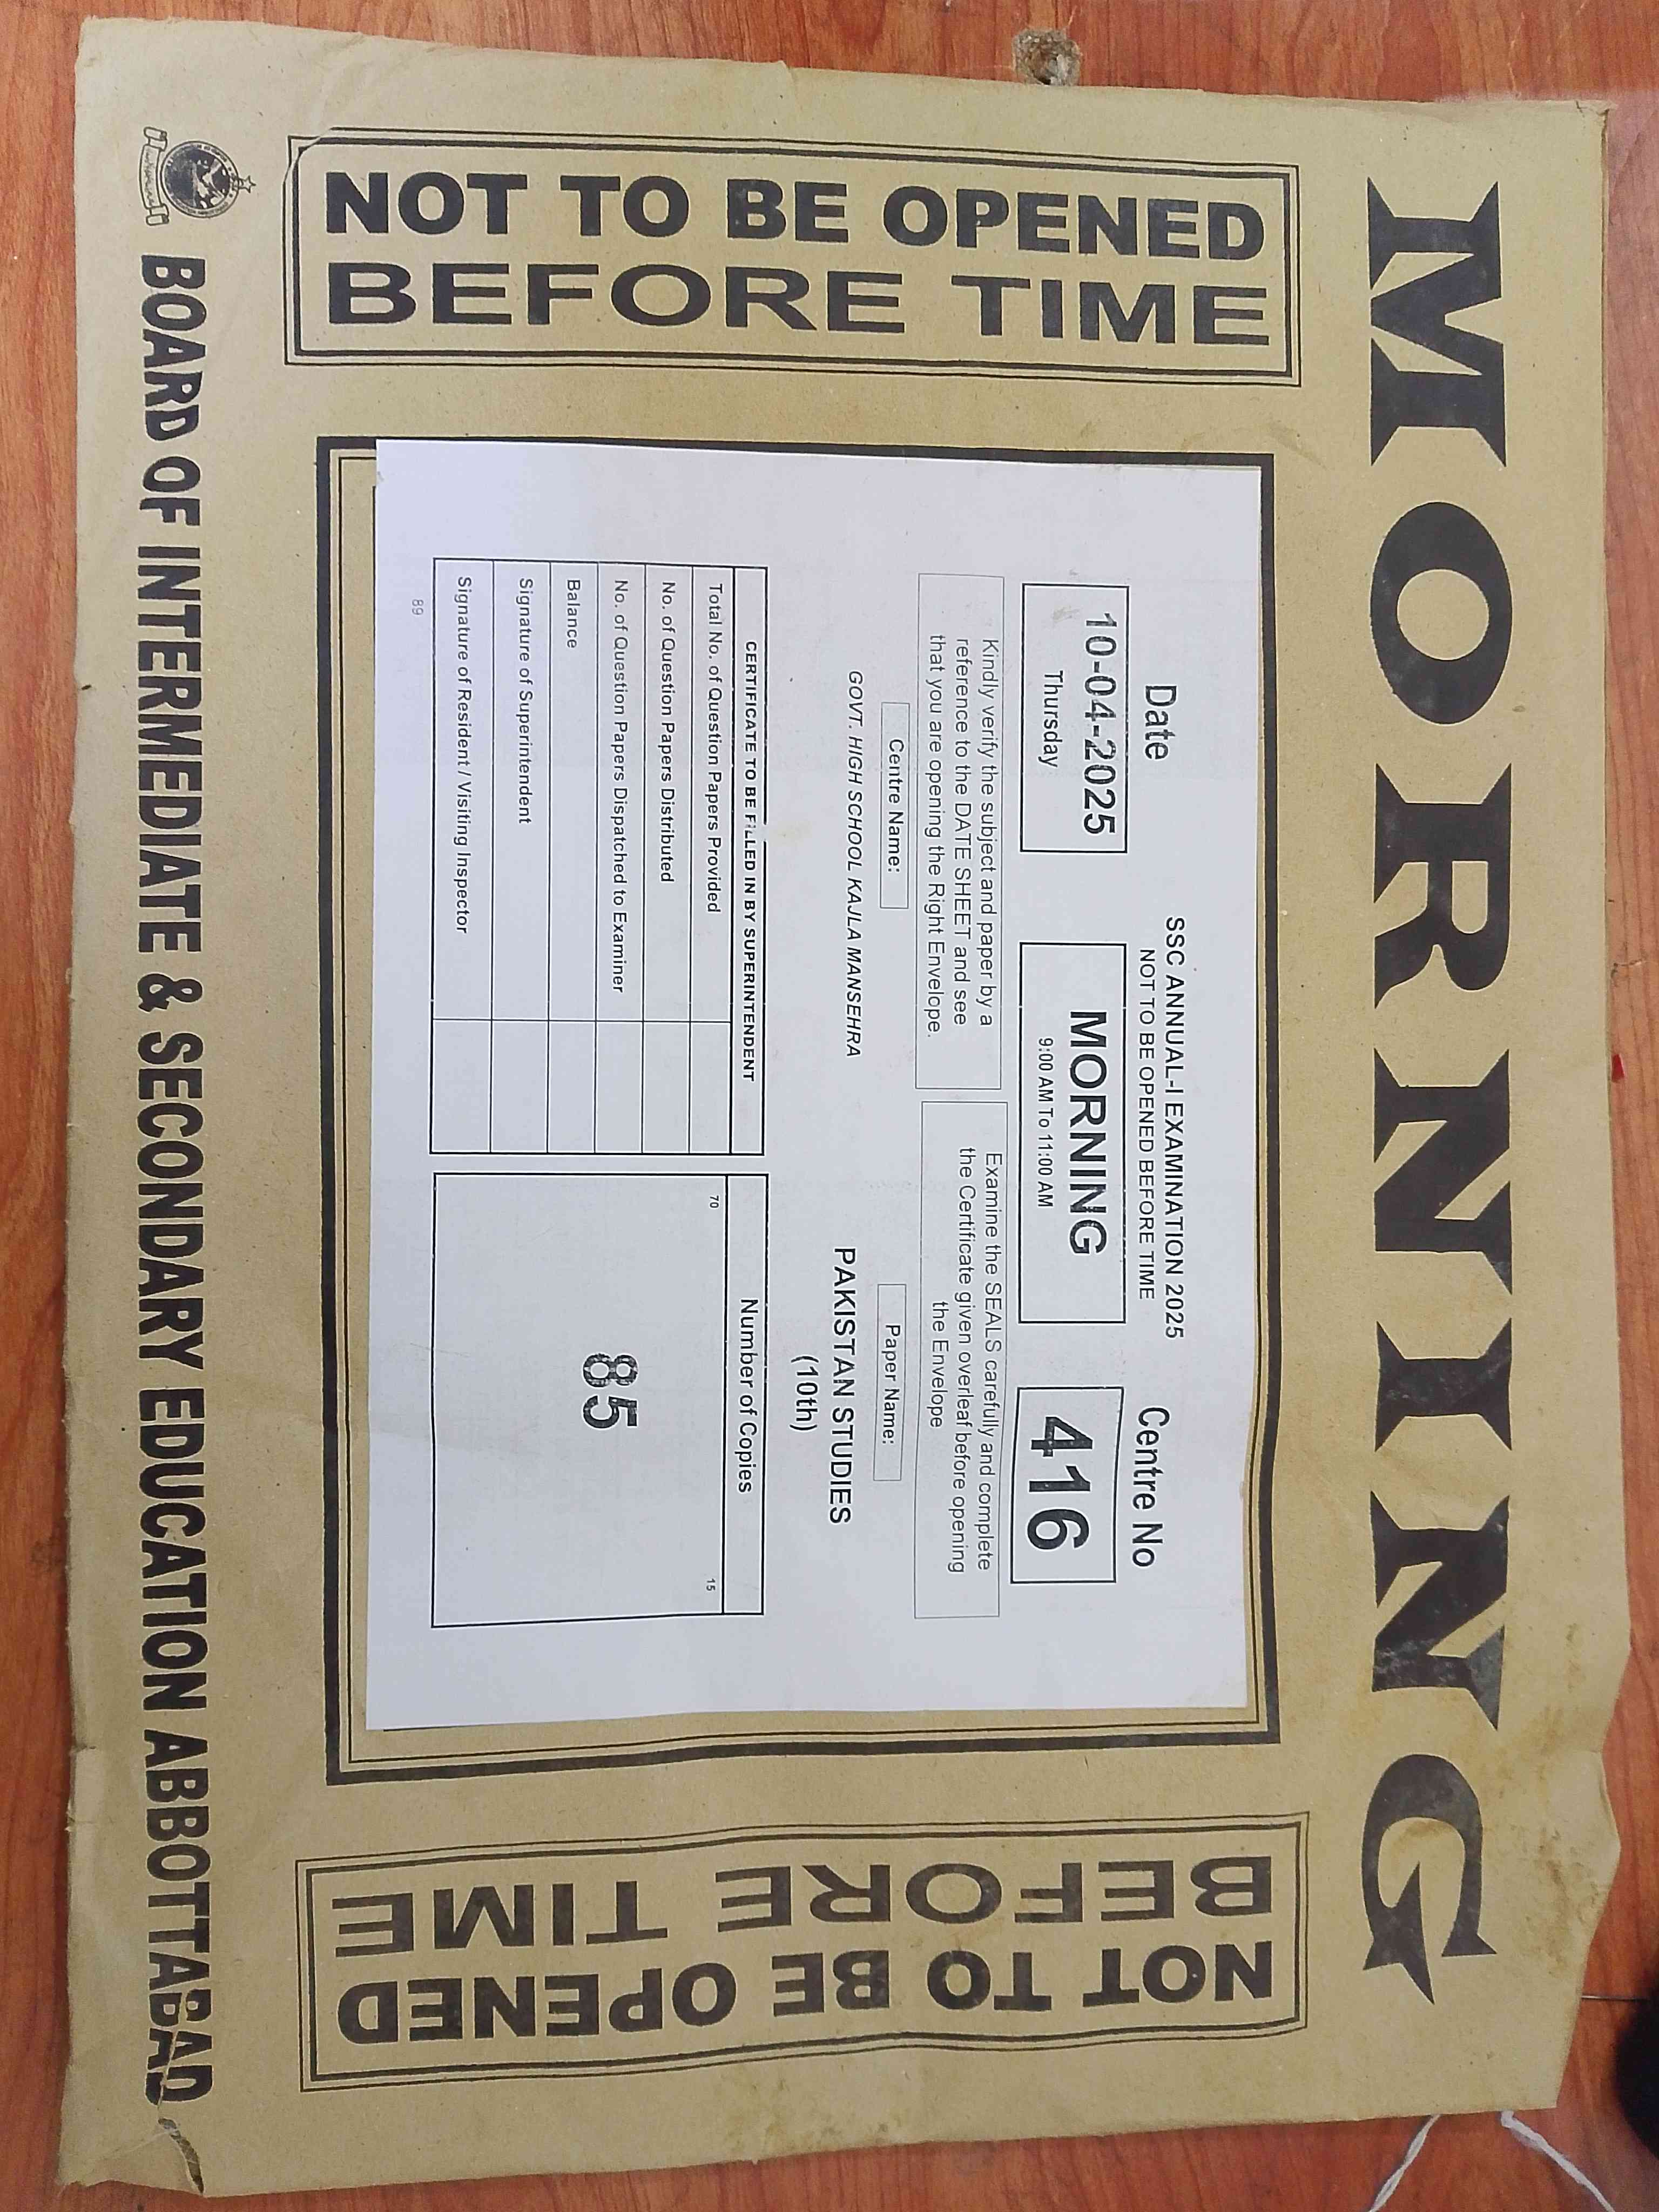 MORNING
NOT TO BE OPENED
BEFORE TIME
SSC ANNUAL-I EXAMINATION 2025
NOT TO BE OPENED BEFORE TIME
Date
10-04-2025
Thursday
MORNING
9:00 AM To 11:00 AM
Centre No
416
Kindly verify the subject and paper by a
reference to the DATE SHEET and see
that you are opening the Right Envelope.
Examine the SEALS carefully and complete
the Certificate given overleaf before opening
the Envelope
Centre Name:
GOVT. HIGH SCHOOL KAJLA MANSEHRA
Paper Name:
PAKISTAN STUDIES
(10th)
CERTIFICATE TO BE FILLED IN BY SUPERINTENDENT
Total No. of Question Papers Provided
No. of Question Papers Distributed
No. of Question Papers Dispatched to Examiner
Balance
Signature of Superintendent
Signature of Resident / Visiting Inspector
Number of Copies
70
15
85
89
NOT TO BE OPENED
BEFORE TIME
BOARD OF INTERMEDIATE & SECONDARY EDUCATION ABBOTTABAD